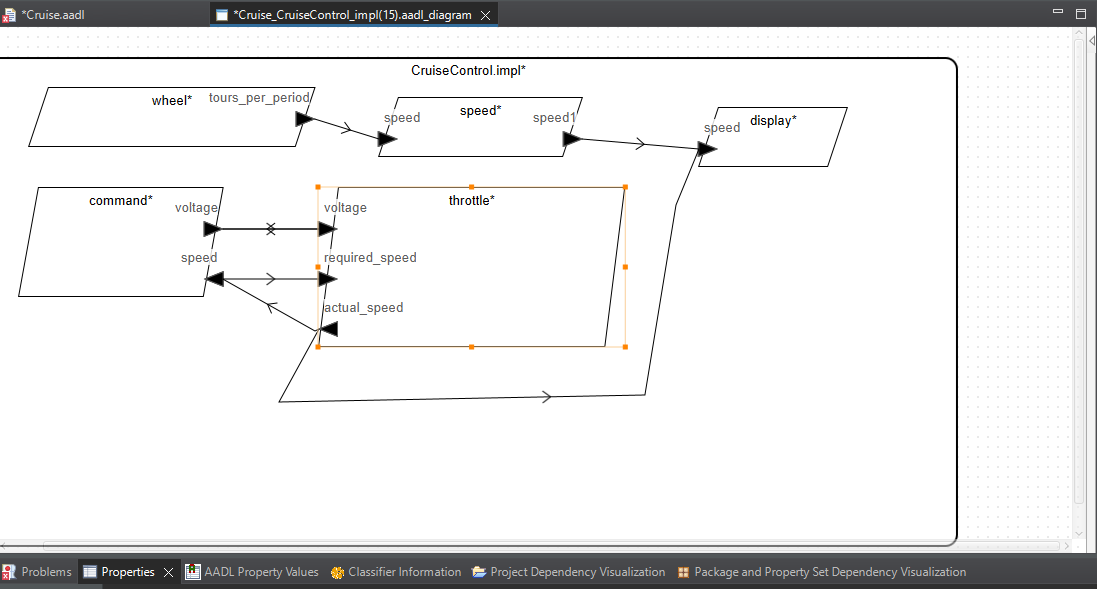 *Cruise.aadl
*Cruise_CruiseControl_impl(15).aadl_diagram
CruiseControl.impl*
wheel*
tours_per_period
speed
speed*
speed1
speed
display*
command*
voltage
speed
voltage
throttle*
required_speed
actual_speed
Problems
Properties
AADL Property Values
Classifier Information
Project Dependency Visualization
Package and Property Set Dependency Visualization